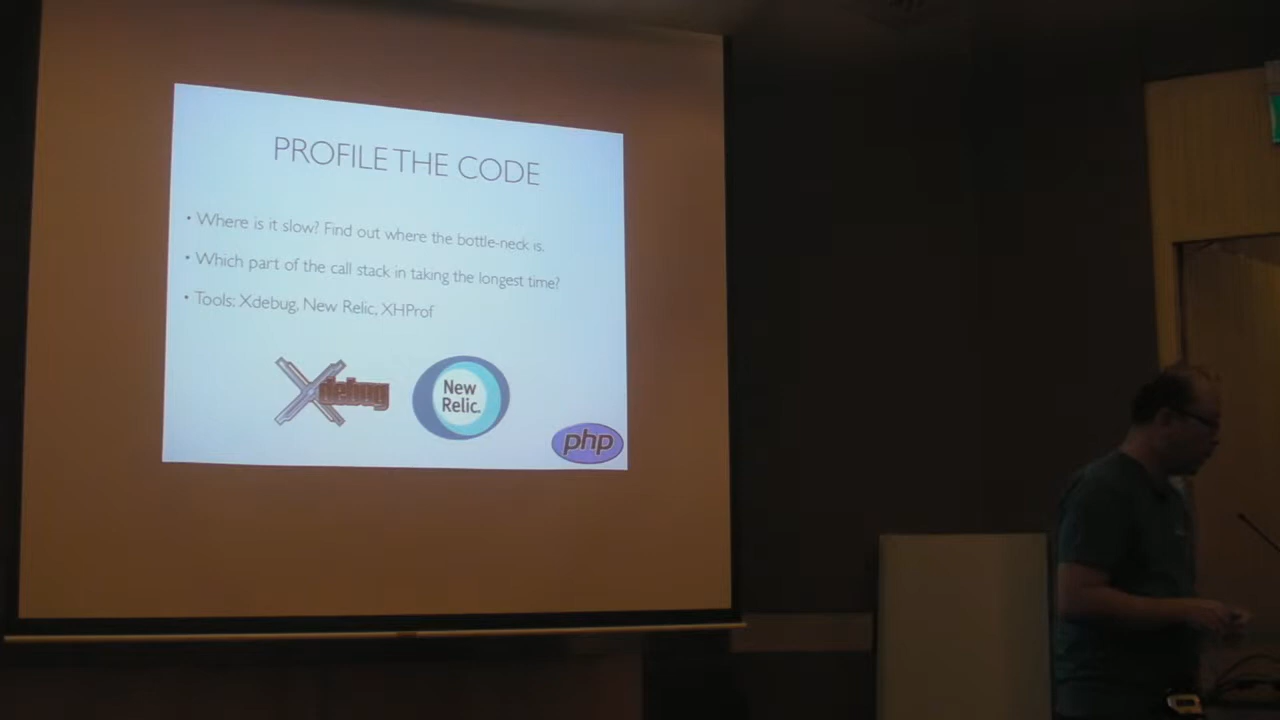 PROFILE THE CODE
• Where is it slow? Find out where the bottle-neck is.
• Which part of the call stack in taking the longest time?
• Tools: Xdebug, New Relic, XHProf
Xdebug
New
Relic.
php